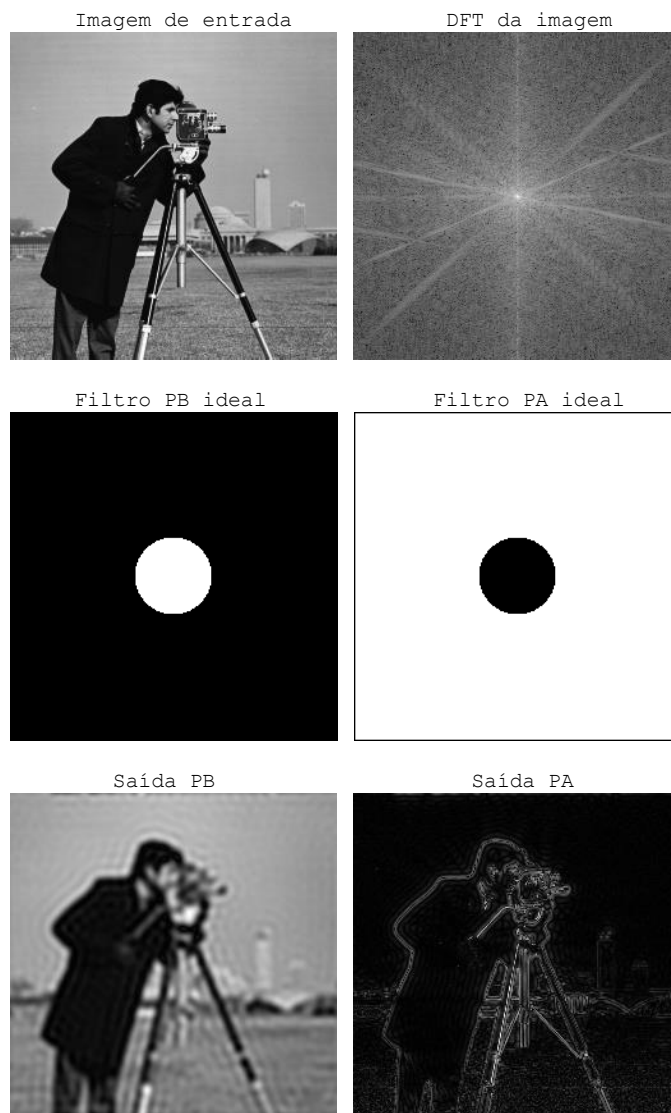 Imagem de entrada
DFT da imagem
Filtro PB ideal
Filtro PA ideal
Saída PB
Saída PA